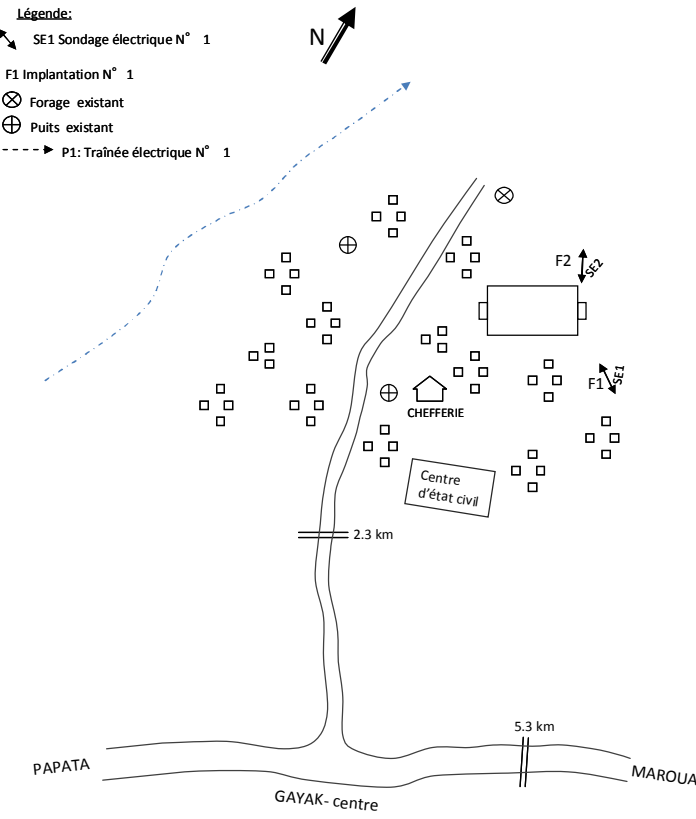 Légende:
SE1 Sondage électrique N° 1
F1 Implantation N° 1
Forage existant
Puits existant
P1: Traînée électrique N° 1
N
F2
SE2
F1
SE1
CHEFFERIE
Centre
d'état civil
2.3 km
5.3 km
PAPATA
MAROUA
GAYAK- centre